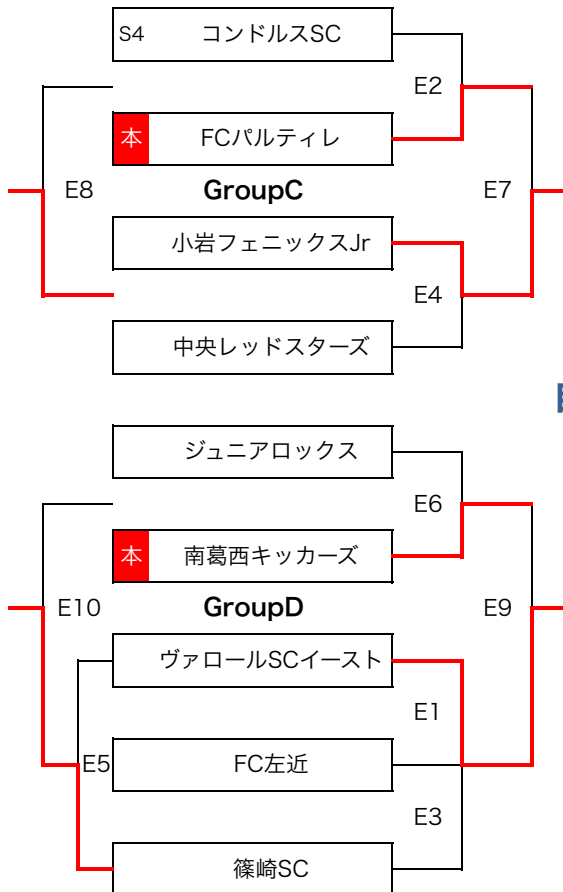 S4 コンドルスSC
E2
本 FCパルティレ
E8 GroupC E7
小岩フェニックスJr
E4
中央レッドスターズ
ジュニアロックス
E6
本 南葛西キッカーズ
E10 GroupD E9
ヴァロールSCイースト
E1
E5 FC左近
E3
篠崎SC